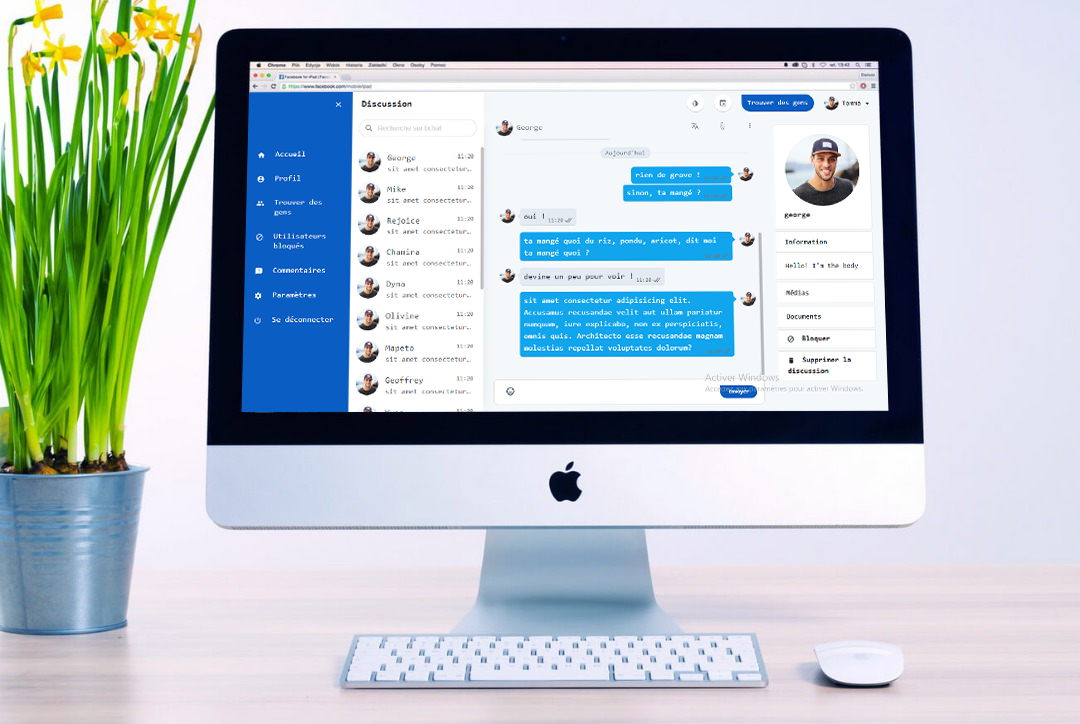 Chrome Plik Edycja Widok Historia Zakładki Okno Osoby Pomoc
13:43
Facebook for iPad
https://www.facebook.com/mobile/ipad
Discussion
Recherche sur bchat
Accueil
Profil
Trouver des
gens
Utilisateurs
bloqués
Commentaires
Paramètres
Se déconnecter
George 11:20
sit amet consectetur…
Mike 11:20
sit amet consectetur…
Rejoice 11:20
sit amet consectetur…
Chamira 11:20
sit amet consectetur…
Dyna 11:20
sit amet consectetur…
Olivine 11:20
sit amet consectetur…
Mapeto 11:20
sit amet consectetur…
Geoffrey 11:20
sit amet consectetur…
Trouver des gens
Tomma
George
Aujourd'hui
rien de grave !
sinon, ta mangé ?
oui ! 11:20
ta mangé quoi du riz, pondu, aricot, dit moi
ta mangé quoi ?
devine un peu pour voir ! 11:20
sit amet consectetur adipisicing elit.
Accusamus recusandae velit aut ullam pariatur
numquam, iure explicabo, non ex perspiciatis,
omnis quis. Architecto esse recusandae magnam
molestias repellat voluptates dolorum?
Envoyer
george
Information
Hello! I'm the body
Médias
Documents
Bloquer
Supprimer la
discussion
Activer Windows
Accédez aux paramètres pour activer Windows.